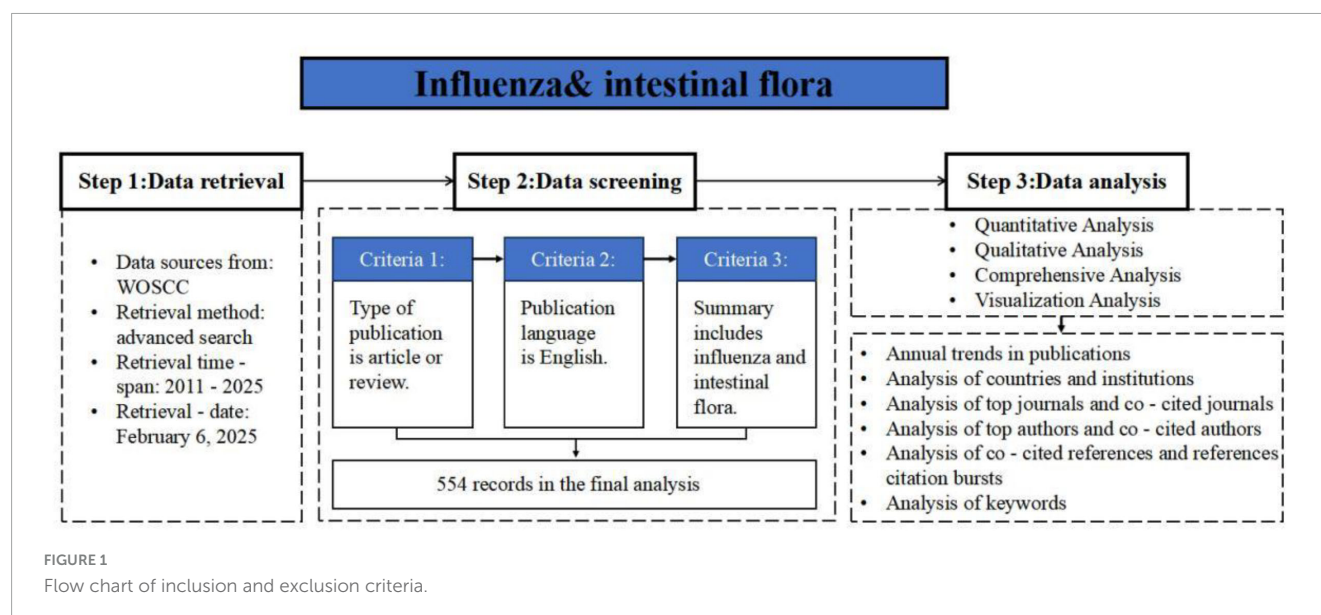 Influenza& intestinal flora
Step 1:Data retrieval
• Data sources from:
WOSCC
• Retrieval method:
advanced search
• Retrieval time -
span: 2011 - 2025
• Retrieval - date:
February 6, 2025
Step 2:Data screening
Criteria 1:
Type of
publication
is article or
review.
Criteria 2:
Publication
language
is English.
Criteria 3:
Summary
includes
influenza and
intestinal
flora.
554 records in the final analysis
Step 3:Data analysis
• Quantitative Analysis
• Qualitative Analysis
• Comprehensive Analysis
• Visualization Analysis
• Annual trends in publications
• Analysis of countries and institutions
• Analysis of top journals and co - cited journals
• Analysis of top authors and co - cited authors
• Analysis of co - cited references and references
citation bursts
• Analysis of keywords
FIGURE 1
Flow chart of inclusion and exclusion criteria.